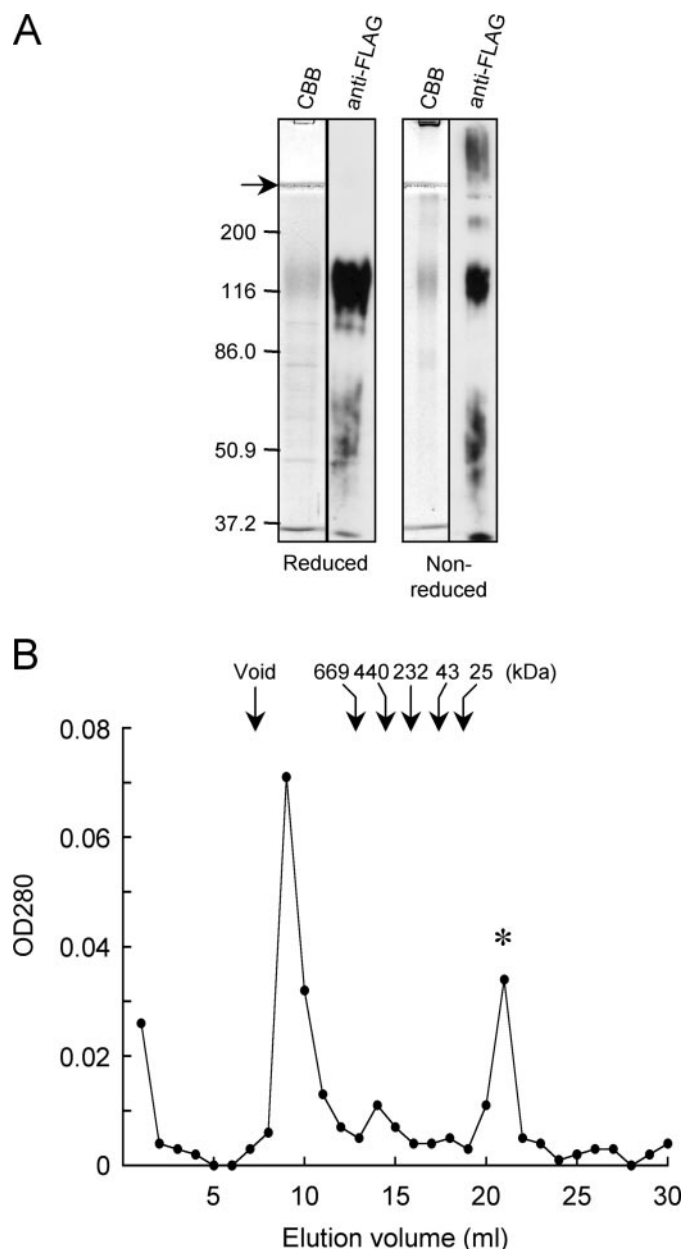 A
CBB
anti-FLAG
CBB
anti-FLAG
200
116
86.0
50.9
37.2
Reduced
Non-
reduced
B
Void
669 440 232 43 25 (kDa)
0.08
0.06
0.04
0.02
0
OD280
*
5 10 15 20 25 30
Elution volume (ml)